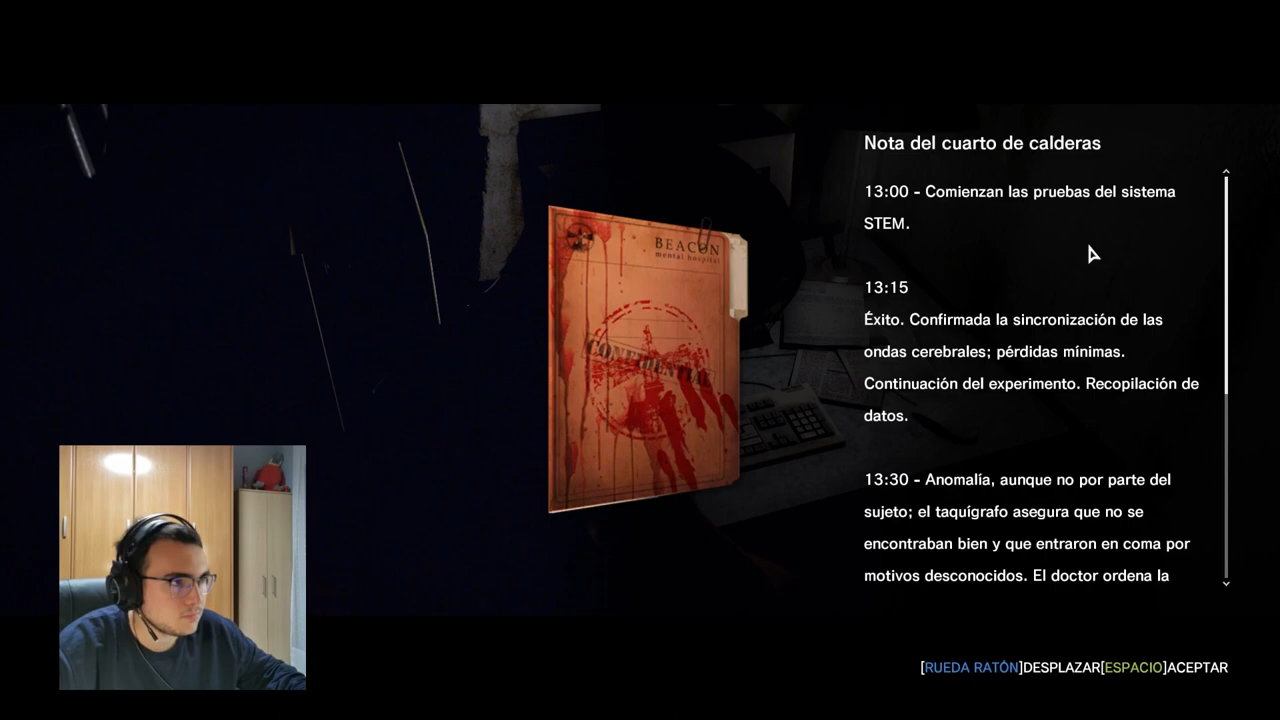 Nota del cuarto de calderas
13:00 - Comienzan las pruebas del sistema
STEM.
13:15
Éxito. Confirmada la sincronización de las
ondas cerebrales; pérdidas mínimas.
Continuación del experimento. Recopilación de
datos.
13:30 - Anomalía, aunque no por parte del
sujeto; el taquígrafo asegura que no se
encontraban bien y que entraron en coma por
motivos desconocidos. El doctor ordena la
BEACON
mental hospital
CONFIDENTIAL
[RUEDA RATÓN]DESPLAZAR[ESPACIO]ACEPTAR